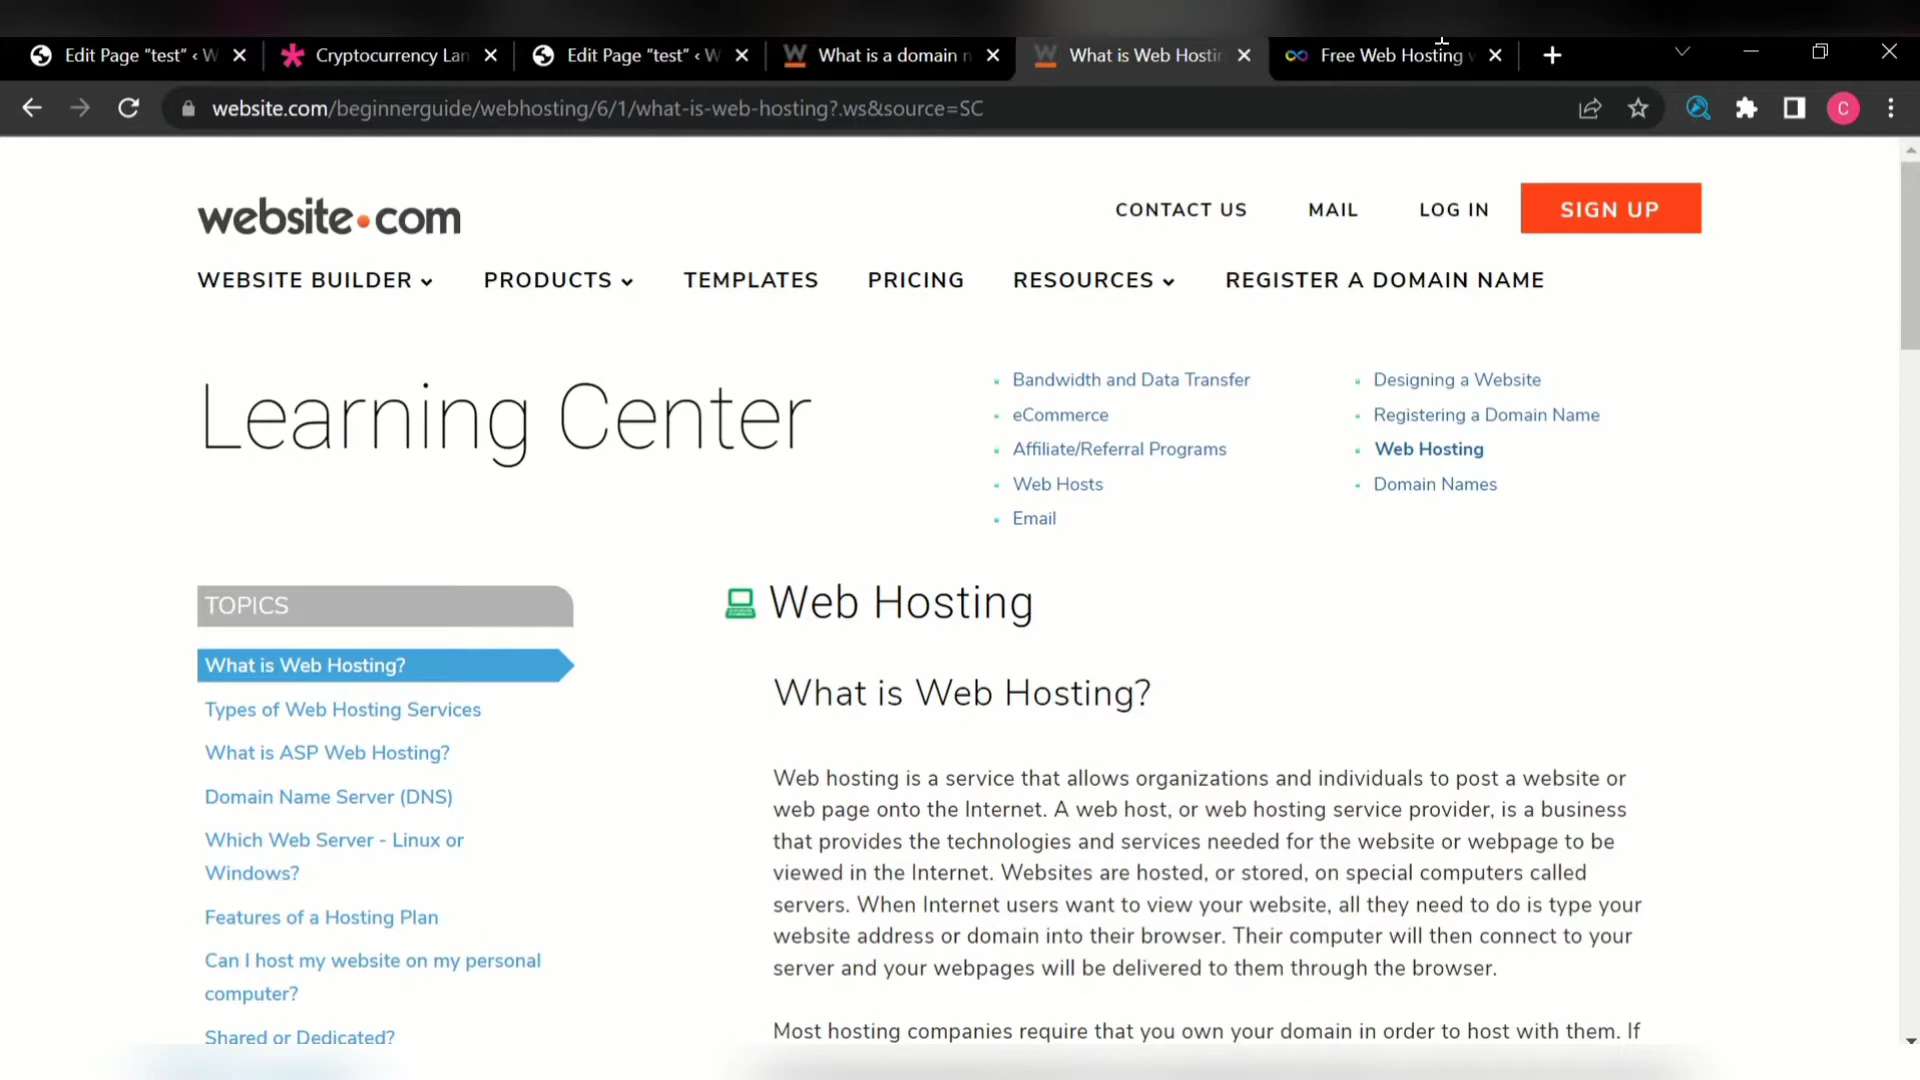 Edit Page “test” ‹ W
Cryptocurrency Lan
Edit Page “test” ‹ W
What is a domain n
What is Web Hostin
Free Web Hosting
website.com/beginnerguide/webhosting/6/1/what-is-web-hosting?.ws&source=SC
C
website.com
CONTACT US
MAIL
LOG IN
SIGN UP
WEBSITE BUILDER
PRODUCTS
TEMPLATES
PRICING
RESOURCES
REGISTER A DOMAIN NAME
Learning Center
Bandwidth and Data Transfer
eCommerce
Affiliate/Referral Programs
Web Hosts
Email
Designing a Website
Registering a Domain Name
Web Hosting
Domain Names
TOPICS
What is Web Hosting?
Types of Web Hosting Services
What is ASP Web Hosting?
Domain Name Server (DNS)
Which Web Server - Linux or
Windows?
Features of a Hosting Plan
Can I host my website on my personal
computer?
Shared or Dedicated?
Web Hosting
What is Web Hosting?
Web hosting is a service that allows organizations and individuals to post a website or
web page onto the Internet. A web host, or web hosting service provider, is a business
that provides the technologies and services needed for the website or webpage to be
viewed in the Internet. Websites are hosted, or stored, on special computers called
servers. When Internet users want to view your website, all they need to do is type your
website address or domain into their browser. Their computer will then connect to your
server and your webpages will be delivered to them through the browser.
Most hosting companies require that you own your domain in order to host with them. If